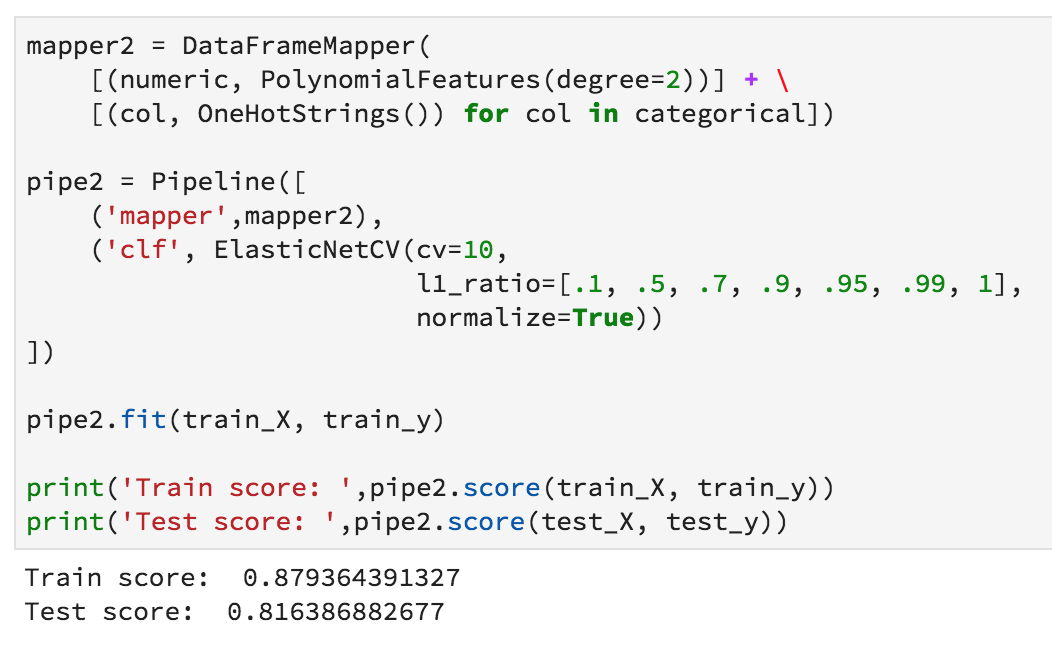 mapper2 = DataFrameMapper(
    [(numeric, PolynomialFeatures(degree=2))] + \
    [(col, OneHotStrings()) for col in categorical])

pipe2 = Pipeline([
    ('mapper',mapper2),
    ('clf', ElasticNetCV(cv=10,
                         l1_ratio=[.1, .5, .7, .9, .95, .99, 1],
                         normalize=True))
])

pipe2.fit(train_X, train_y)

print('Train score: ',pipe2.score(train_X, train_y))
print('Test score: ',pipe2.score(test_X, test_y))
Train score:  0.879364391327
Test score:  0.816386882677